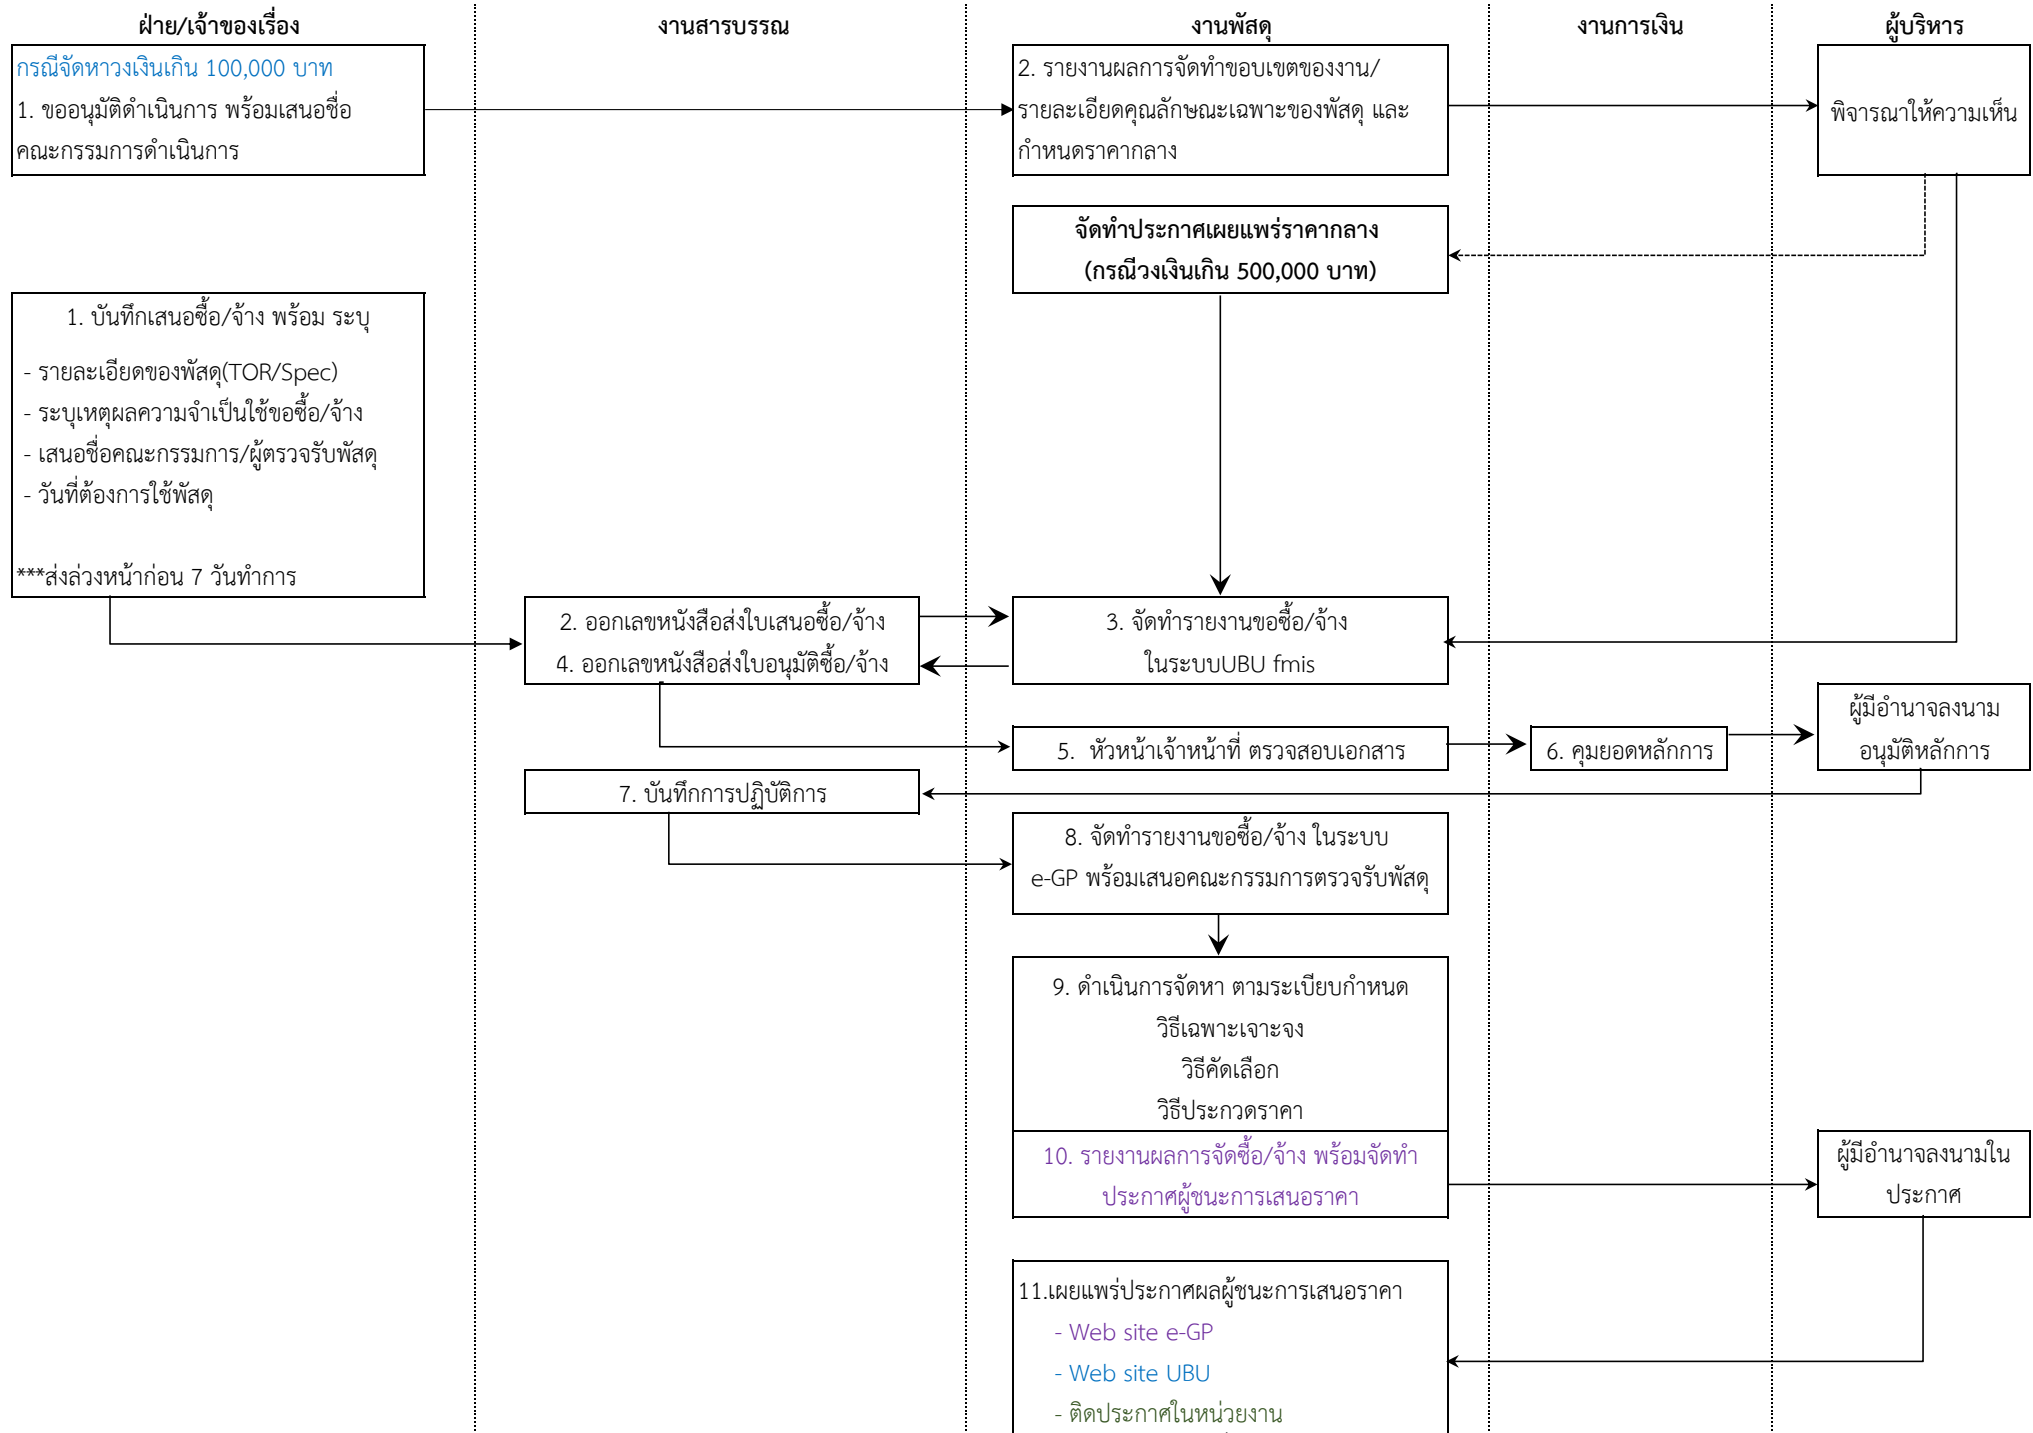 ฝ่าย/เจ้าของเรื่อง
งานสารบรรณ
งานพัสดุ
งานการเงิน
ผู้บริหาร
กรณีจัดหาวงเงินเกิน 100,000 บาท
1. ขออนุมัติดำเนินการ พร้อมเสนอชื่อ
คณะกรรมการดำเนินการ
2. รายงานผลการจัดทำขอบเขตของงาน/
รายละเอียดคุณลักษณะเฉพาะของพัสดุ และ
กำหนดราคากลาง
พิจารณาให้ความเห็น
จัดทำประกาศเผยแพร่ราคากลาง
(กรณีวงเงินเกิน 500,000 บาท)
1. บันทึกเสนอซื้อ/จ้าง พร้อม ระบุ
- รายละเอียดของพัสดุ(TOR/Spec)
- ระบุเหตุผลความจำเป็นใช้ขอซื้อ/จ้าง
- เสนอชื่อคณะกรรมการ/ผู้ตรวจรับพัสดุ
- วันที่ต้องการใช้พัสดุ
***ส่งล่วงหน้าก่อน 7 วันทำการ
2. ออกเลขหนังสือส่งใบเสนอซื้อ/จ้าง
4. ออกเลขหนังสือส่งใบอนุมัติซื้อ/จ้าง
3. จัดทำรายงานขอซื้อ/จ้าง
ในระบบUBU fmis
5. หัวหน้าเจ้าหน้าที่ ตรวจสอบเอกสาร
6. คุมยอดหลักการ
ผู้มีอำนาจลงนาม
อนุมัติหลักการ
7. บันทึกการปฏิบัติการ
8. จัดทำรายงานขอซื้อ/จ้าง ในระบบ
e-GP พร้อมเสนอคณะกรรมการตรวจรับพัสดุ
9. ดำเนินการจัดหา ตามระเบียบกำหนด
วิธีเฉพาะเจาะจง
วิธีคัดเลือก
วิธีประกวดราคา
10. รายงานผลการจัดซื้อ/จ้าง พร้อมจัดทำ
ประกาศผู้ชนะการเสนอราคา
ผู้มีอำนาจลงนามใน
ประกาศ
11.เผยแพร่ประกาศผลผู้ชนะการเสนอราคา
- Web site e-GP
- Web site UBU
- ติดประกาศในหน่วยงาน